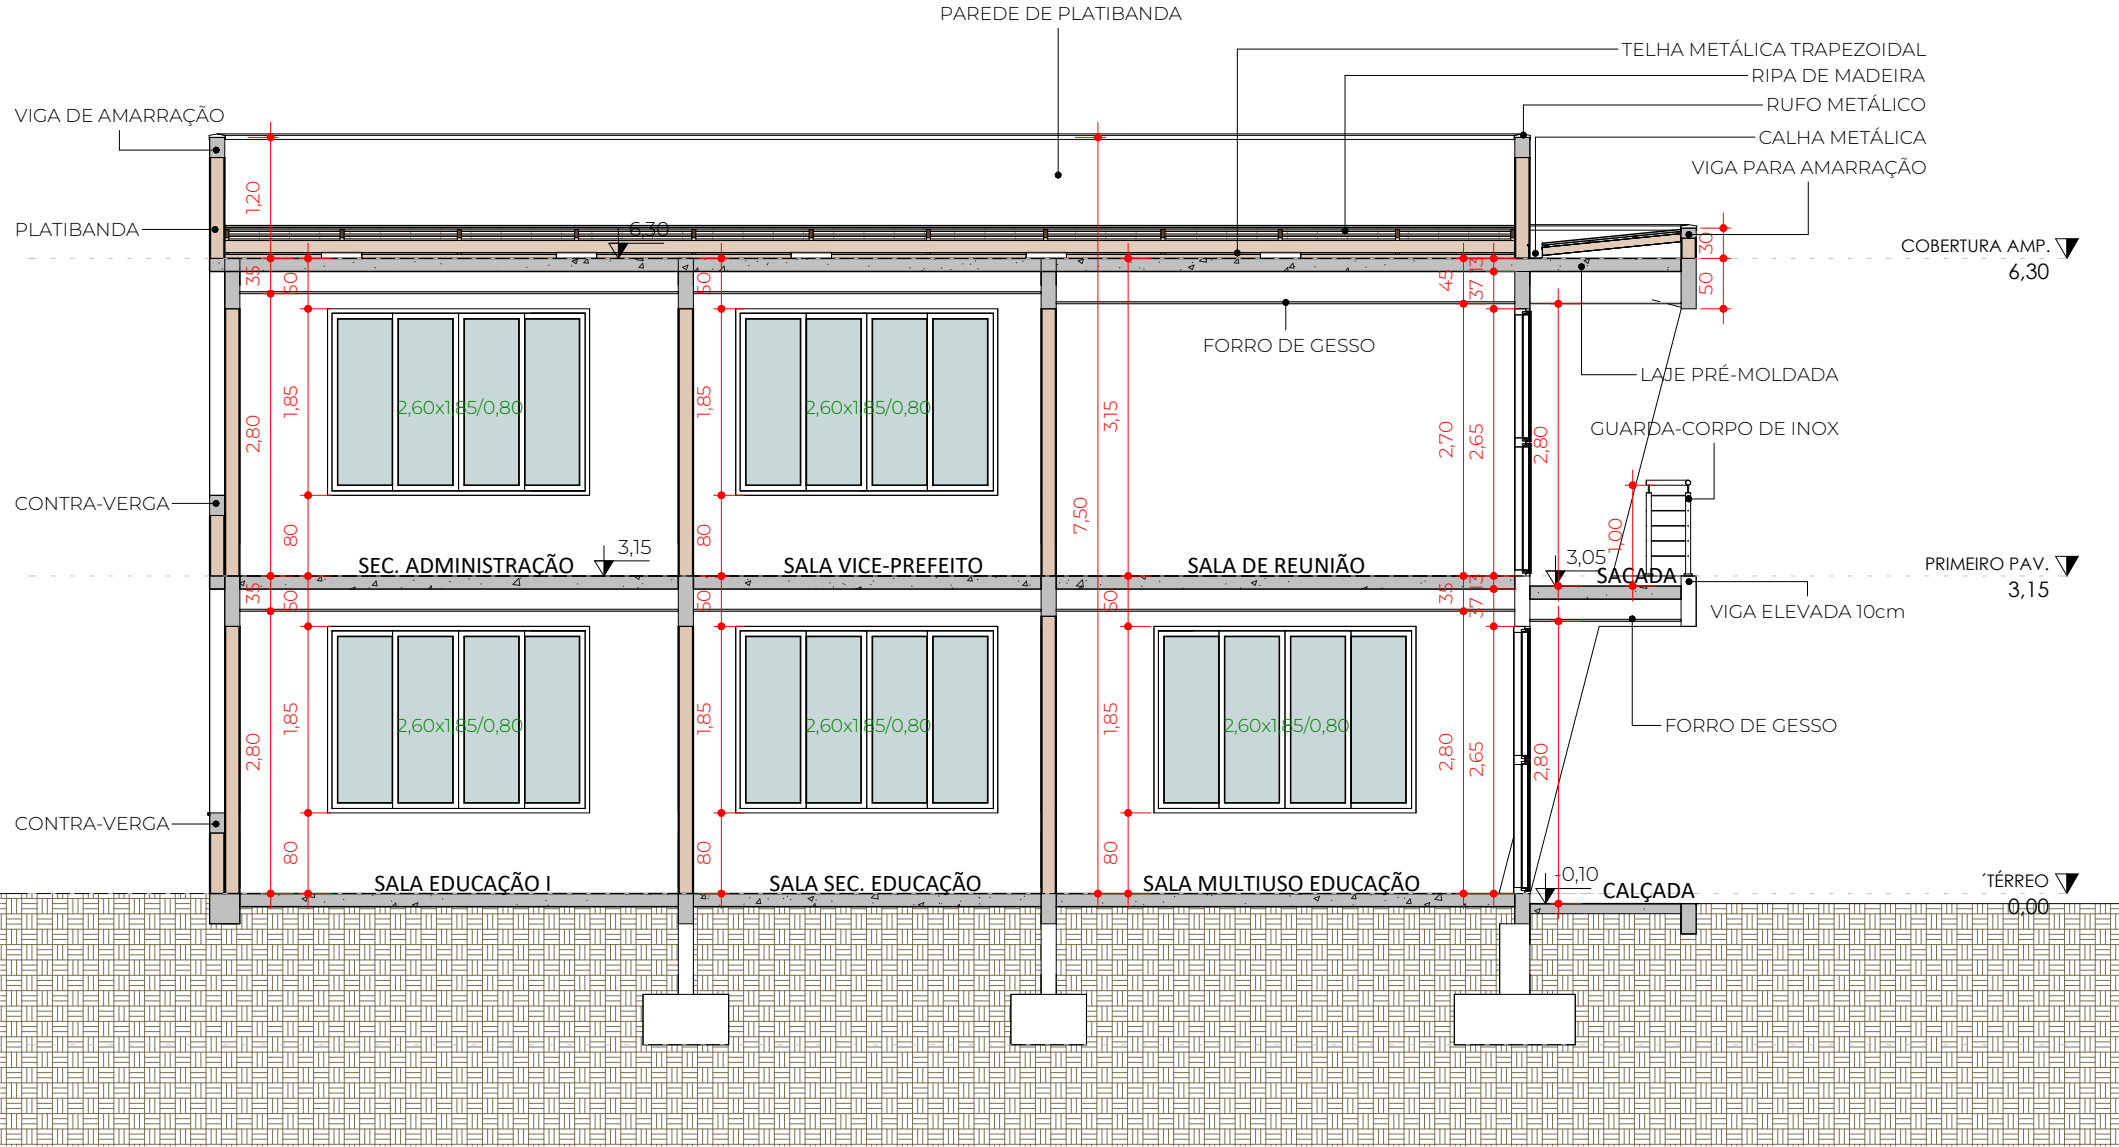 PAREDE DE PLATIBANDA
TELHA METÁLICA TRAPEZOIDAL
RIPA DE MADEIRA
RUFO METÁLICO
VIGA DE AMARRAÇÃO
CALHA METÁLICA
VIGA PARA AMARRAÇÃO
1,20
PLATIBANDA
6,30
30
COBERTURA AMP.
6,30
35
50
50
45
37
13
50
FORRO DE GESSO
LAJE PRÉ-MOLDADA
2,60x1,85/0,80
2,60x1,85/0,80
1,85
2,80
1,85
3,15
2,70
2,65
2,80
GUARDA-CORPO DE INOX
CONTRA-VERGA
7,50
80
80
1,00
SEC. ADMINISTRAÇÃO
3,15
SALA VICE-PREFEITO
SALA DE REUNIÃO
3,05
SACADA
PRIMEIRO PAV.
3,15
35
50
50
50
35
37
13
VIGA ELEVADA 10cm
2,60x1,85/0,80
2,60x1,85/0,80
2,60x1,85/0,80
FORRO DE GESSO
2,80
1,85
1,85
1,85
2,80
2,65
2,80
CONTRA-VERGA
80
80
80
SALA EDUCAÇÃO I
SALA SEC. EDUCAÇÃO
SALA MULTIUSO EDUCAÇÃO
-0,10
CALÇADA
TÉRREO
0,00